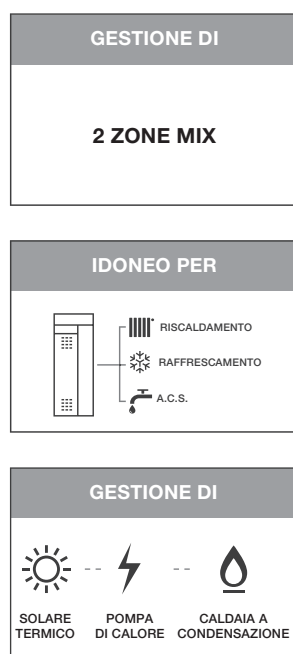 GESTIONE DI
2 ZONE MIX
IDONEO PER
RISCALDAMENTO
RAFFRESCAMENTO
A.C.S.
GESTIONE DI
SOLARE
TERMICO
POMPA
DI CALORE
CALDAIA A
CONDENSAZIONE